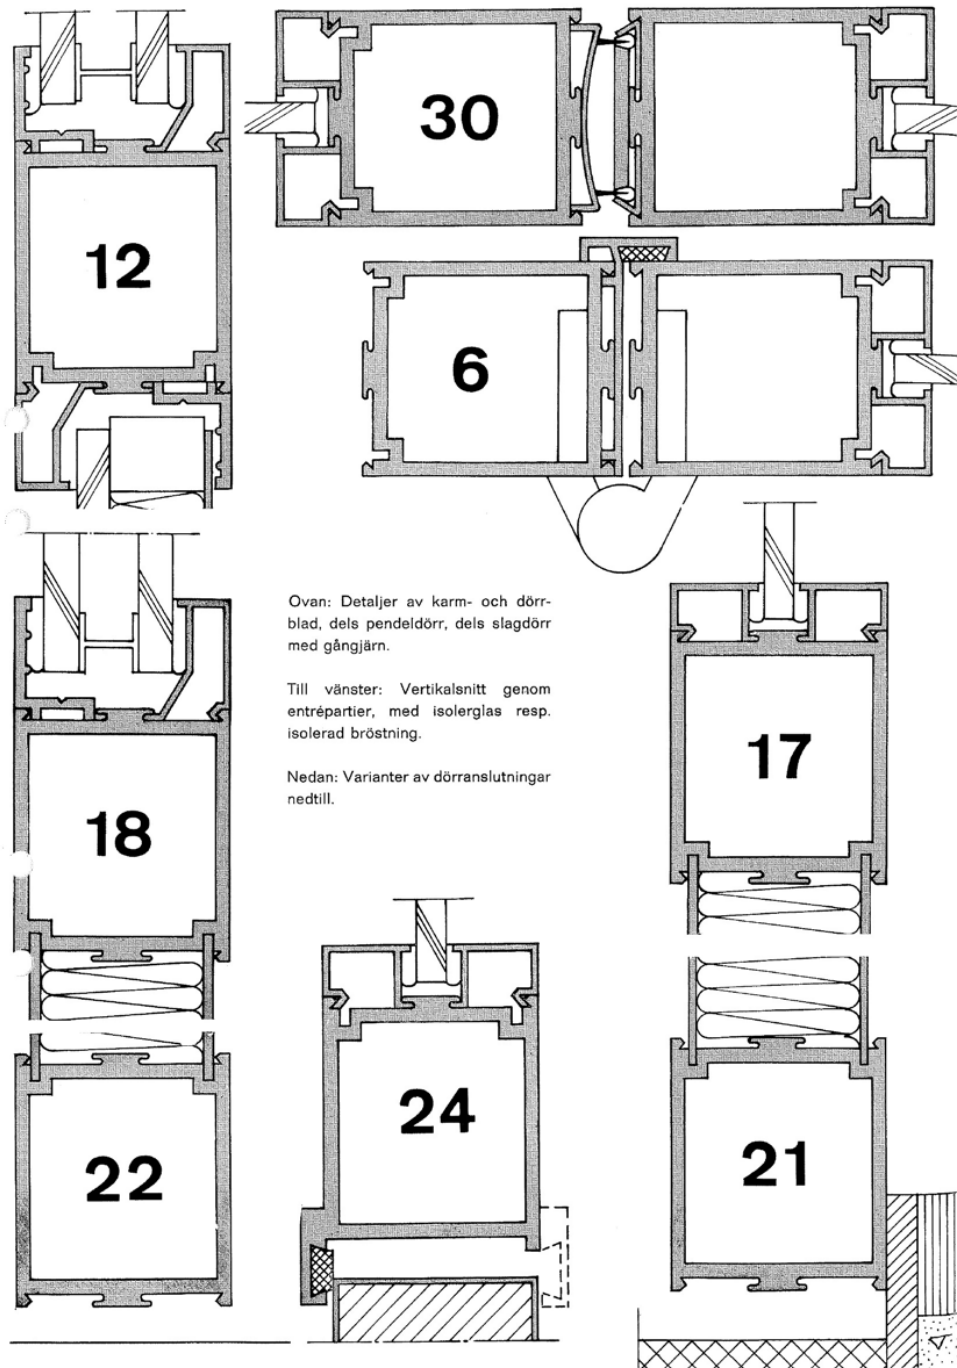 30
12
6
Ovan: Detaljer av karm- och dörr-
blad, dels pendeldörr, dels slagdörr
med gångjärn.
Till vänster: Vertikalsnitt genom
entrépartier, med isolerglas resp.
isolerad bröstning.
Nedan: Varianter av dörranslutningar
nedtill.
17
18
24
22
21